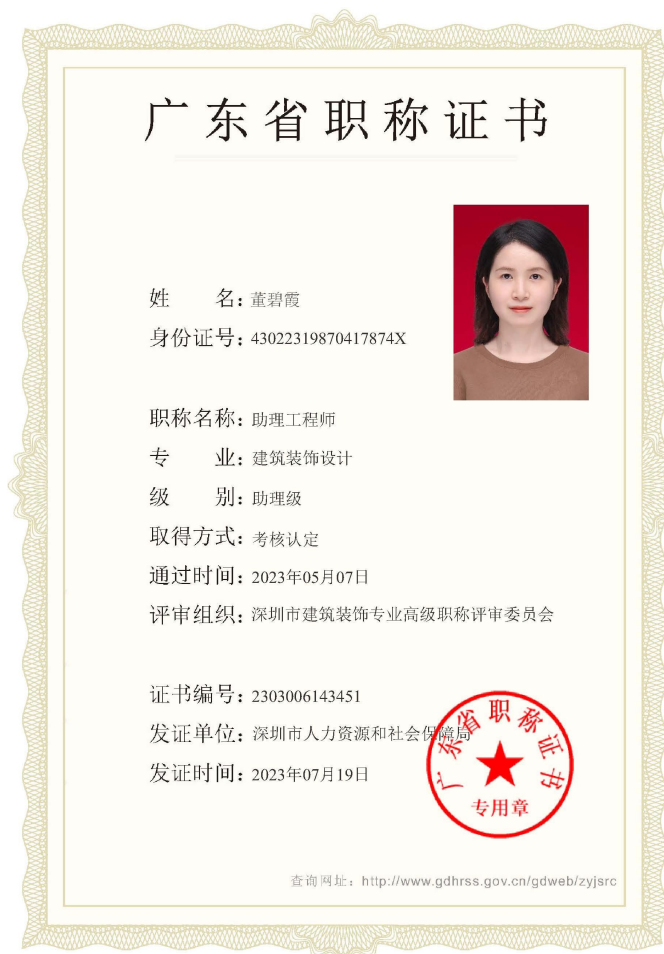 广东省职称证书
姓名：董碧霞
身份证号：43022319870417874X
职称名称：助理工程师
专业：建筑装饰设计
级别：助理级
取得方式：考核认定
通过时间：2023年05月07日
评审组织：深圳市建筑装饰专业高级职称评审委员会
证书编号：2303006143451
发证单位：深圳市人力资源和社会保障局
发证时间：2023年07月19日
广东省职称证书
专用章
查询网址：http://www.gdhrss.gov.cn/gdweb/zyjsrc